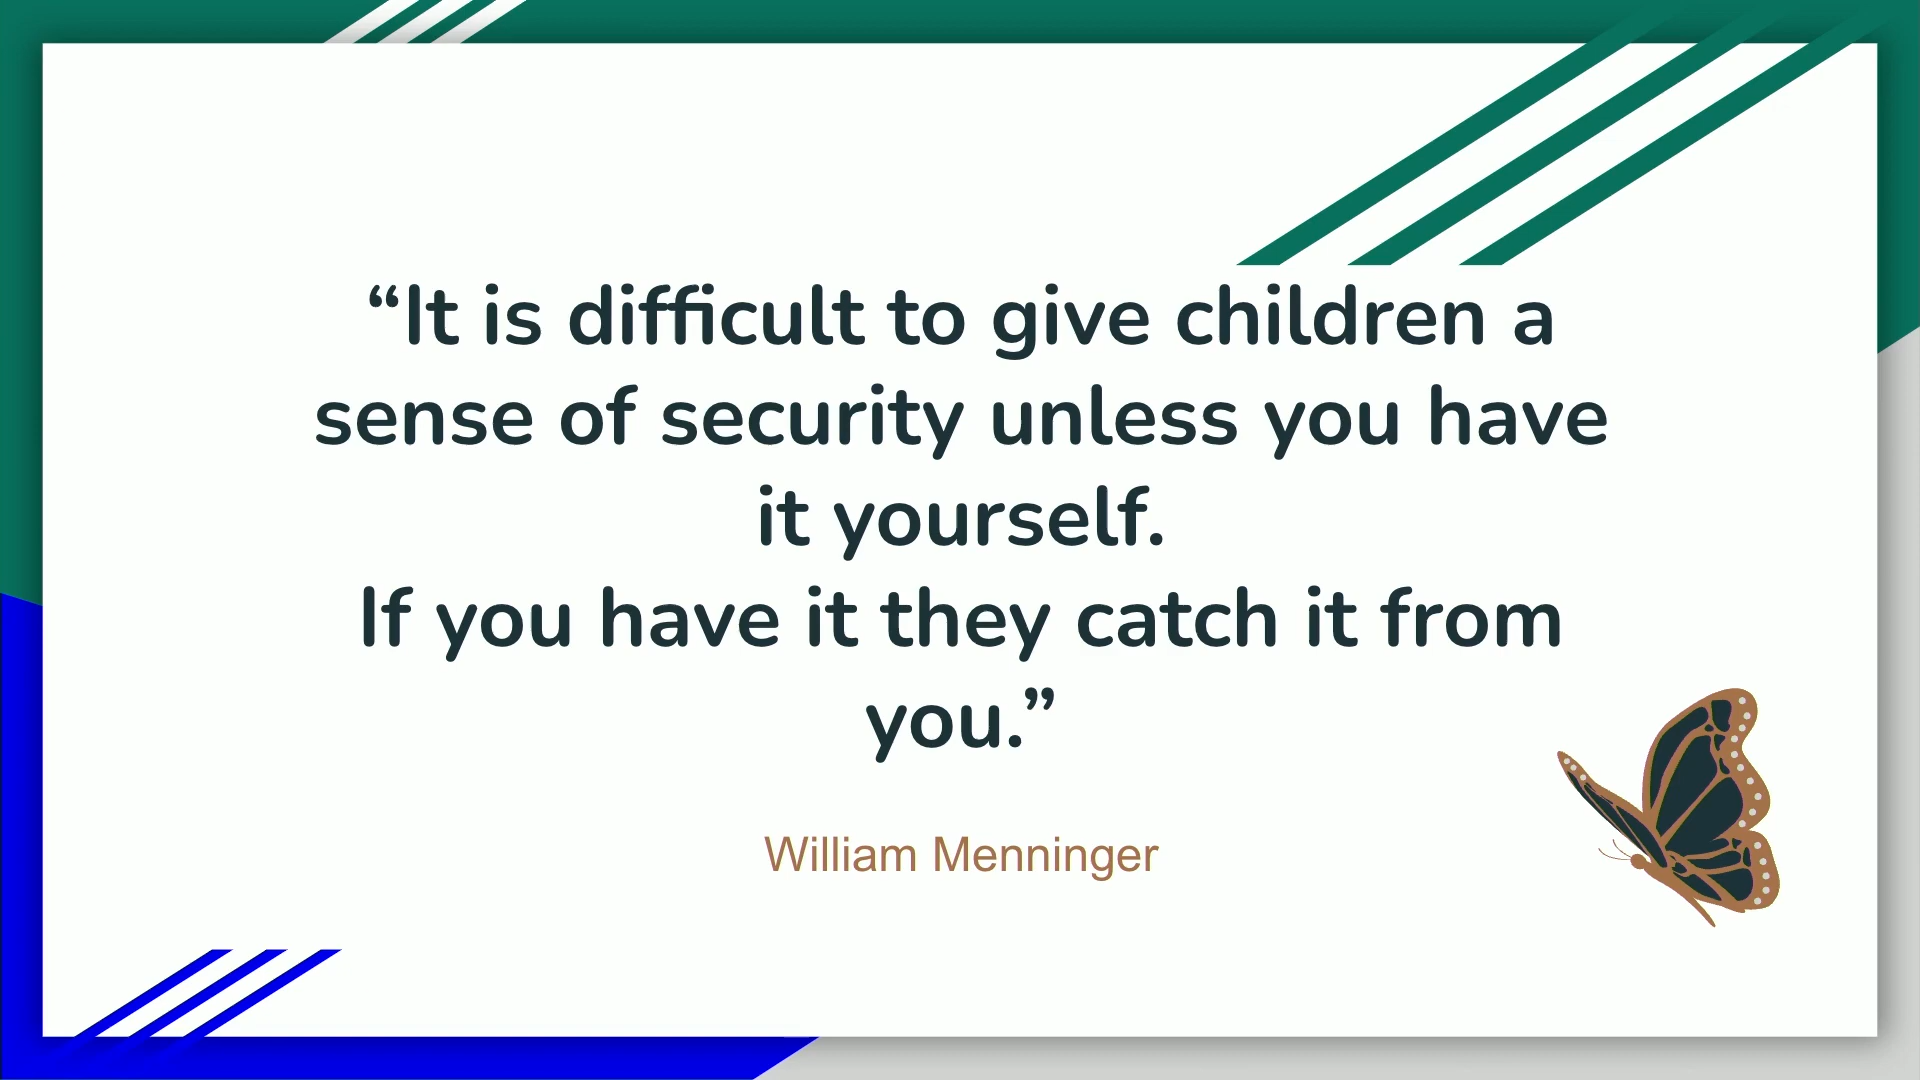 “It is difficult to give children a
sense of security unless you have
it yourself.
If you have it they catch it from
you.”
William Menninger